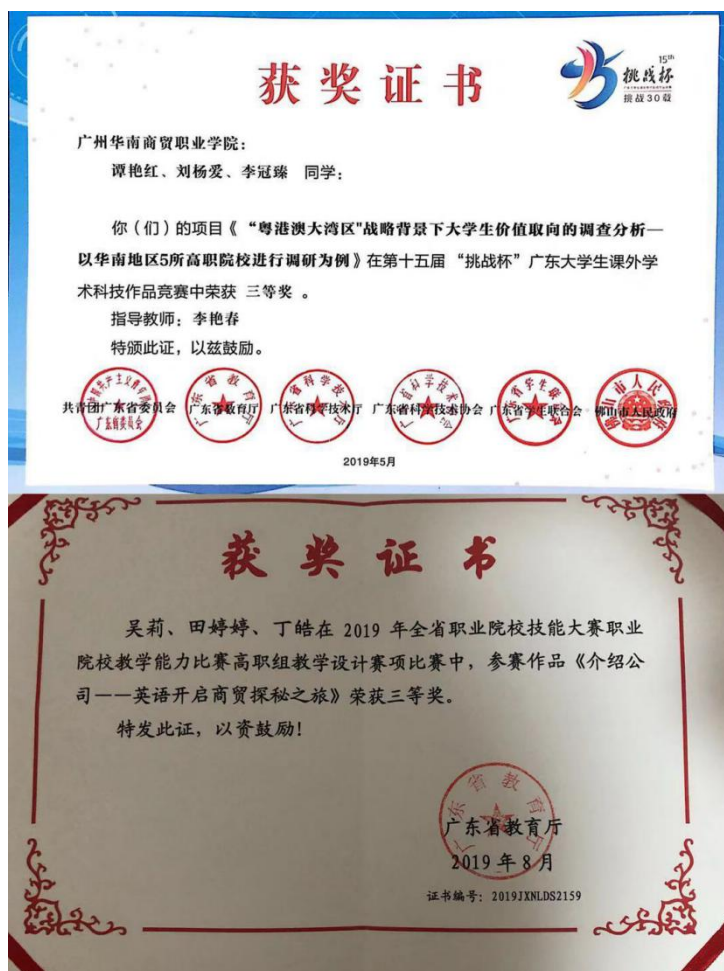 获奖证书
15th
挑战杯
挑战30载
广州华南商贸职业学院：
谭艳红、刘杨爱、李冠臻 同学：
你（们）的项目《“粤港澳大湾区"战略背景下大学生价值取向的调查分析—
以华南地区5所高职院校进行调研为例》在第十五届“挑战杯”广东大学生课外学
术科技作品竞赛中荣获 三等奖 。
指导教师：李艳春
特颁此证，以兹鼓励。
共青团广东省委员会 广东省教育厅 广东省科学技术厅 广东省科学技术协会 广东省学生联合会 佛山市人民政府
2019年5月
获奖证书
吴莉、田婷婷、丁皓在 2019 年全省职业院校技能大赛职业
院校教学能力比赛高职组教学设计赛项比赛中，参赛作品《介绍公
司——英语开启商贸探秘之旅》荣获三等奖。
特发此证，以资鼓励！
广东省教育厅
2019 年 8 月
证书编号：2019JXNLDS2159